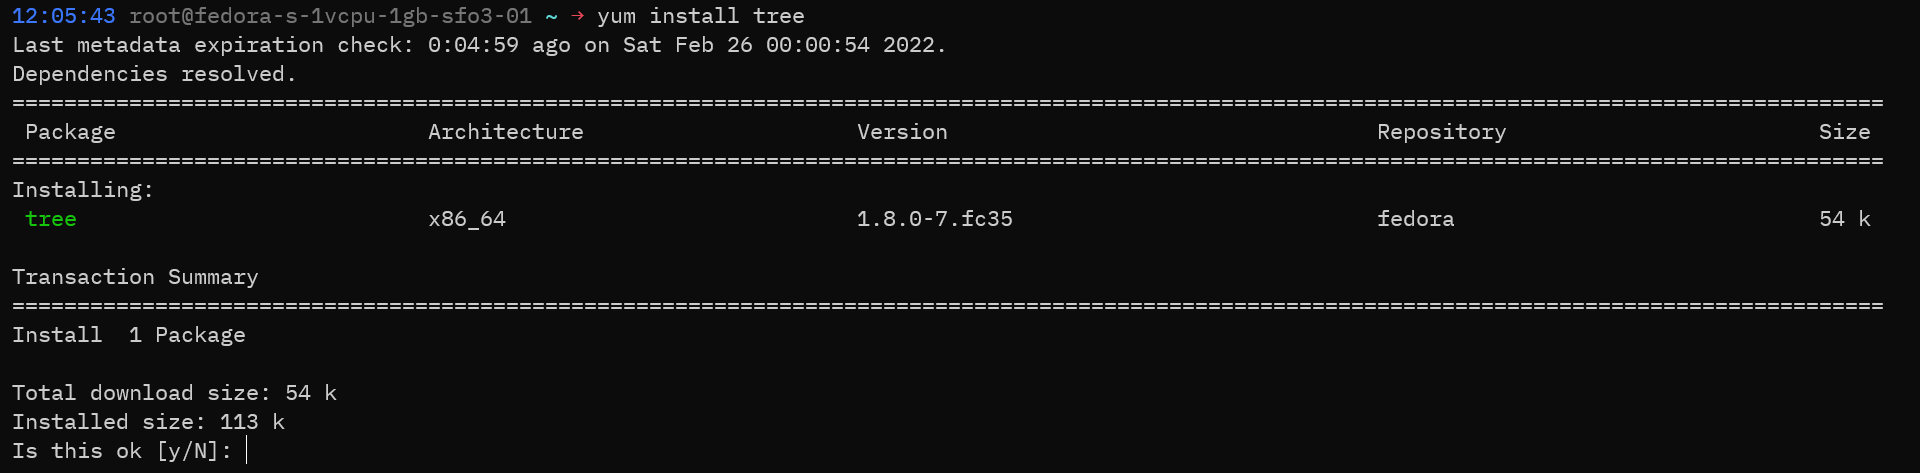 12:05:43 root@fedora-s-1vcpu-1gb-sfo3-01 ~ → yum install tree
Last metadata expiration check: 0:04:59 ago on Sat Feb 26 00:00:54 2022.
Dependencies resolved.
================================================================================================================================================
Package Architecture Version Repository Size
================================================================================================================================================
Installing:
tree x86_64 1.8.0-7.fc35 fedora 54 k
Transaction Summary
================================================================================================================================================
Install  1 Package
Total download size: 54 k
Installed size: 113 k
Is this ok [y/N]: